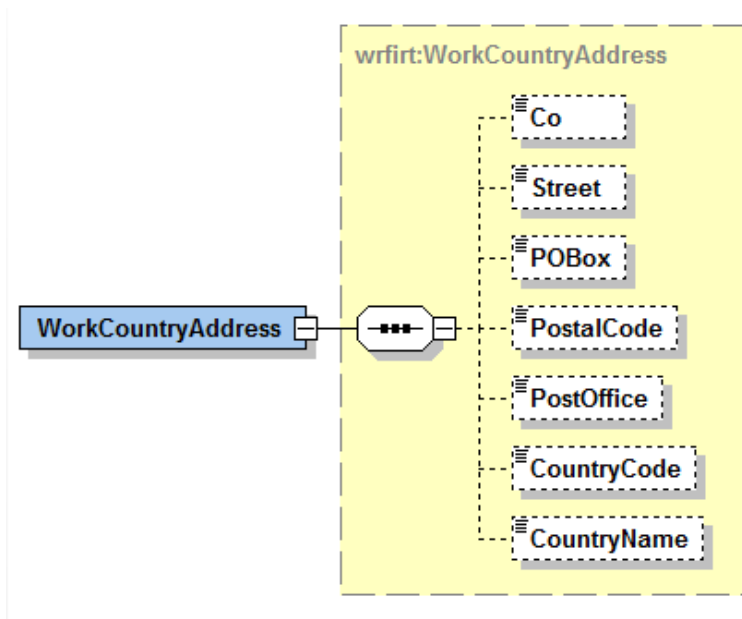 wrfirt:WorkCountryAddress
Co
Street
POBox
WorkCountryAddress
PostalCode
PostOffice
CountryCode
CountryName